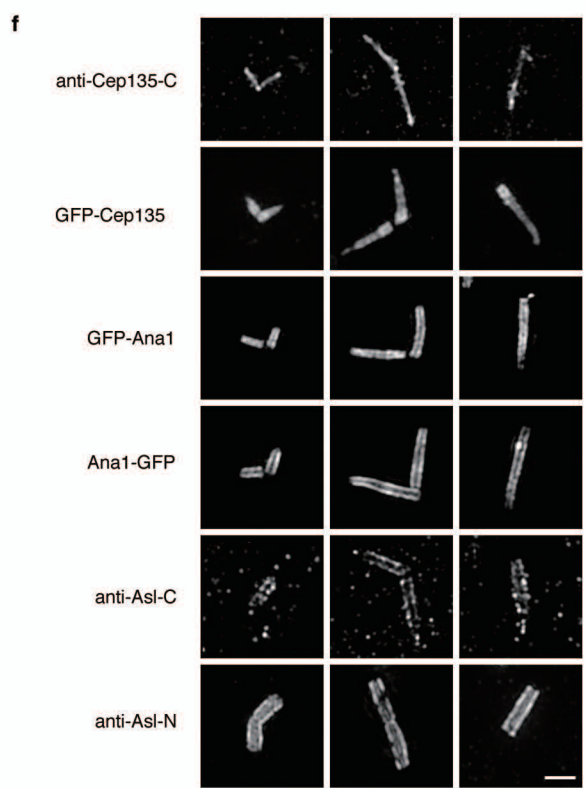 f
anti-Cep135-C
GFP-Cep135
GFP-Ana1
Ana1-GFP
anti-Asl-C
anti-Asl-N